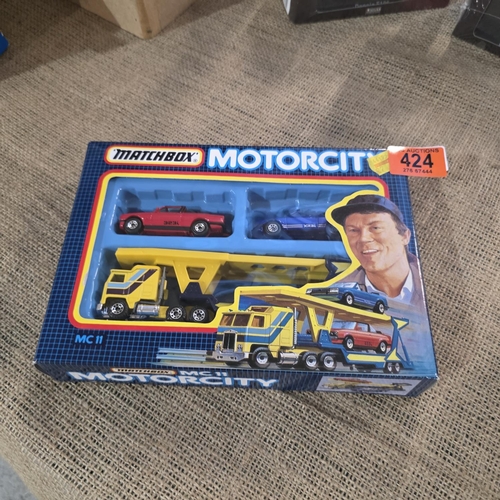 MATCHBOX
MOTORCITY
AUCTIONS
424
MC 11
MATCHBOX MC 11
MOTORCITY